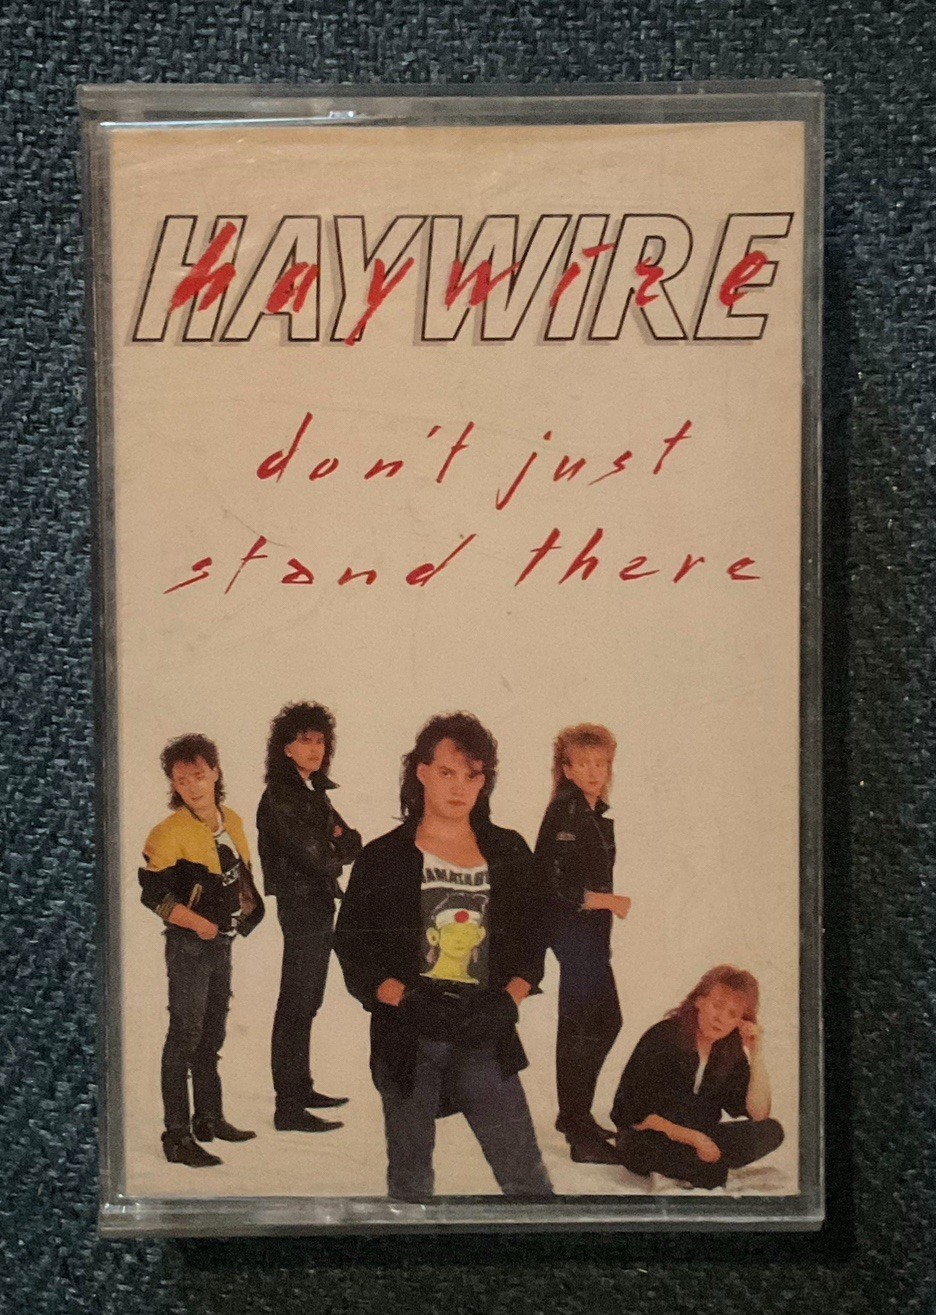 HAYWIRE
haywire
don't just
stand there